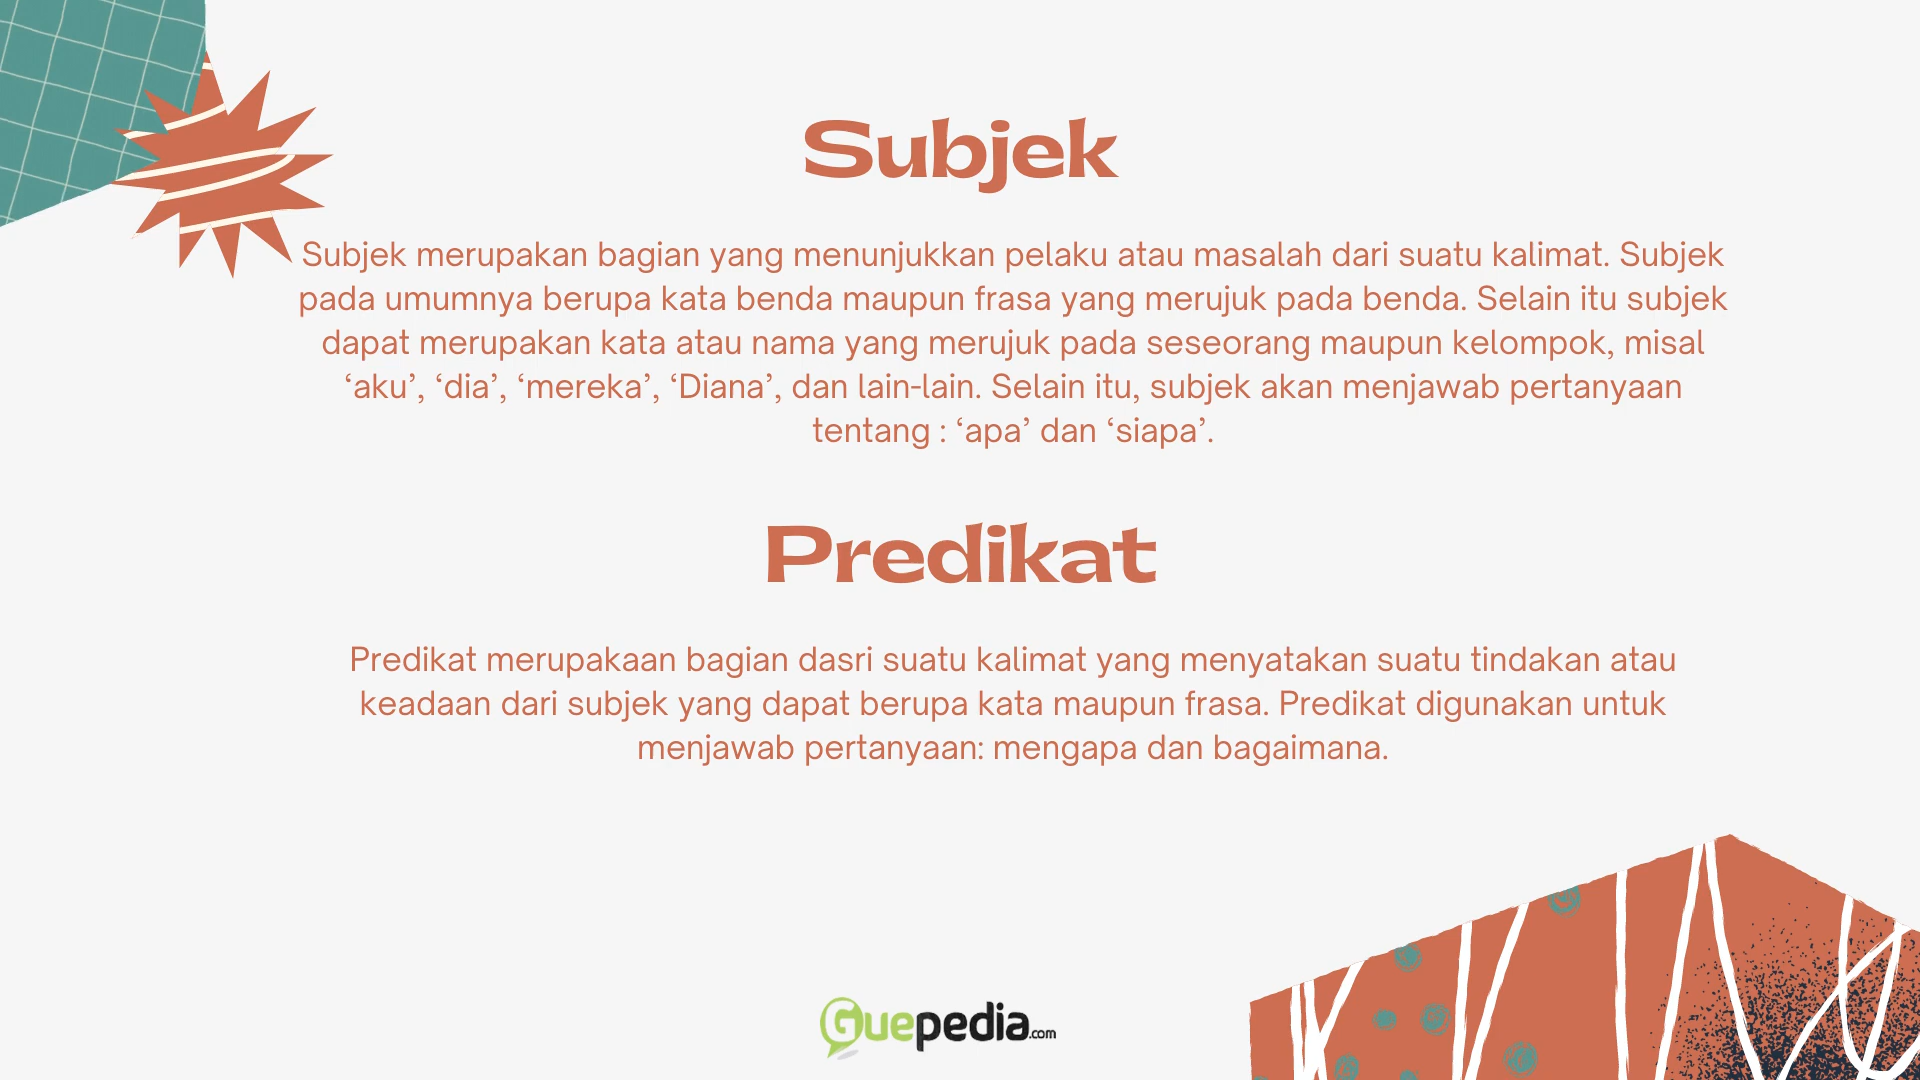 Subjek
Subjek merupakan bagian yang menunjukkan pelaku atau masalah dari suatu kalimat. Subjek
pada umumnya berupa kata benda maupun frasa yang merujuk pada benda. Selain itu subjek
dapat merupakan kata atau nama yang merujuk pada seseorang maupun kelompok, misal
‘aku’, ‘dia’, ‘mereka’, ‘Diana’, dan lain-lain. Selain itu, subjek akan menjawab pertanyaan
tentang : ‘apa’ dan ‘siapa’.
Predikat
Predikat merupakaan bagian dasri suatu kalimat yang menyatakan suatu tindakan atau
keadaan dari subjek yang dapat berupa kata maupun frasa. Predikat digunakan untuk
menjawab pertanyaan: mengapa dan bagaimana.
Guepedia.com